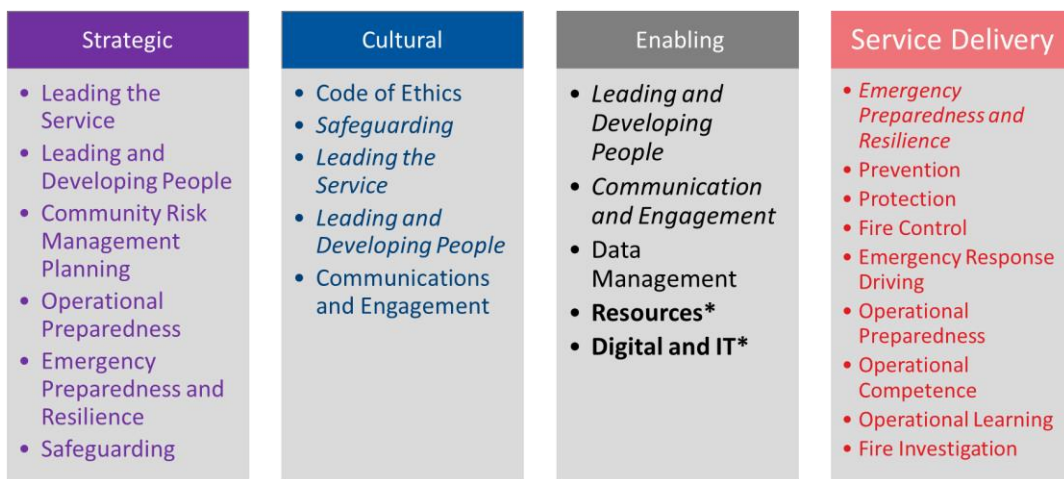 Strategic
• Leading the
Service
• Leading and
Developing People
• Community Risk
Management
Planning
• Operational
Preparedness
• Emergency
Preparedness and
Resilience
• Safeguarding
Cultural
• Code of Ethics
• Safeguarding
• Leading the
Service
• Leading and
Developing People
• Communications
and Engagement
Enabling
• Leading and
Developing
People
• Communication
and Engagement
• Data
Management
• Resources*
• Digital and IT*
Service Delivery
• Emergency
Preparedness and
Resilience
• Prevention
• Protection
• Fire Control
• Emergency Response
Driving
• Operational
Preparedness
• Operational
Competence
• Operational Learning
• Fire Investigation